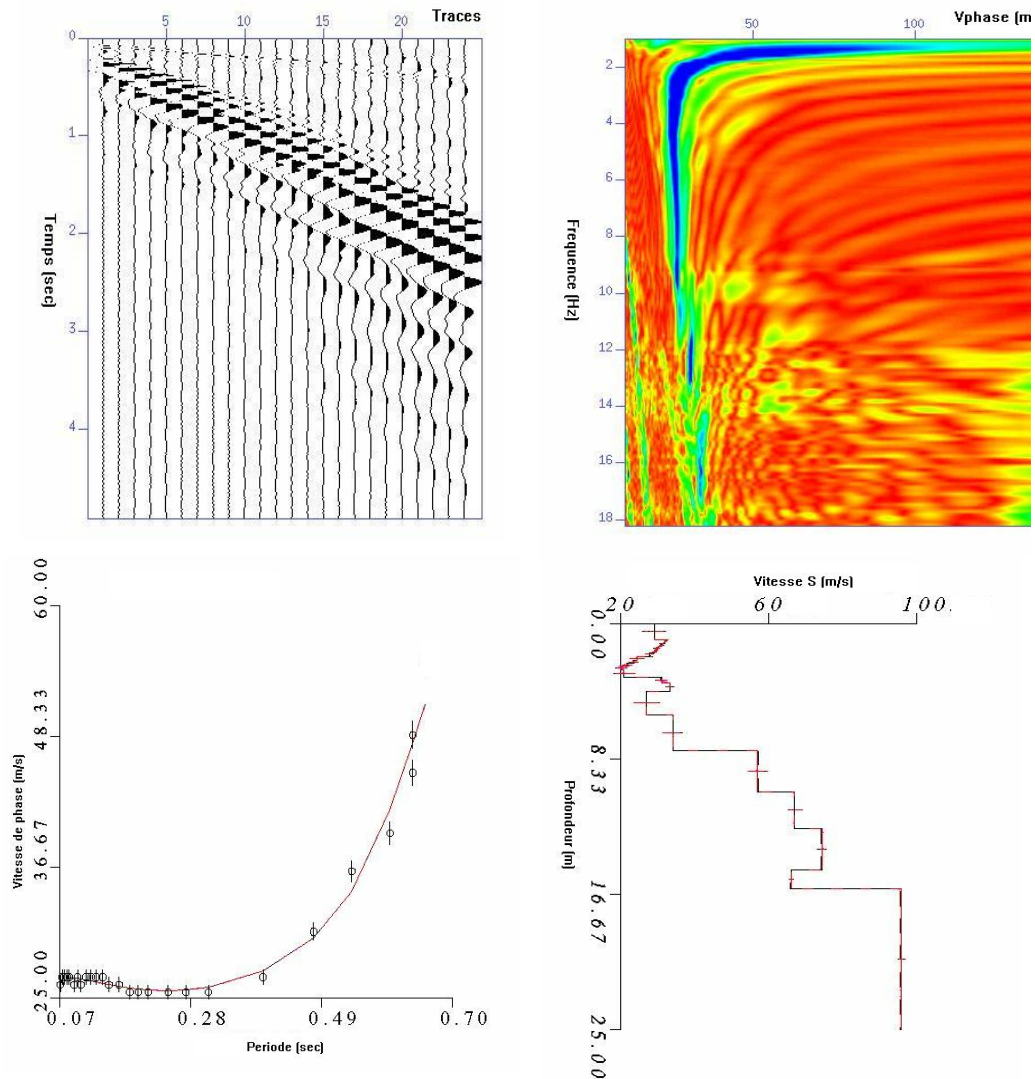 Traces
5 10 15 20
0
1
2
3
4
Temps (sec)
Vphase (m
50 100
2
4
6
8
10
12
14
16
18
Frequence (Hz)
60.00
48.33
36.67
25.00
Vitesse de phase (m/s)
0.07 0.28 0.49 0.70
Periode (sec)
Vitesse S (m/s)
20 60 100.
0.00
8.33
16.67
25.00
Profondeur (m)